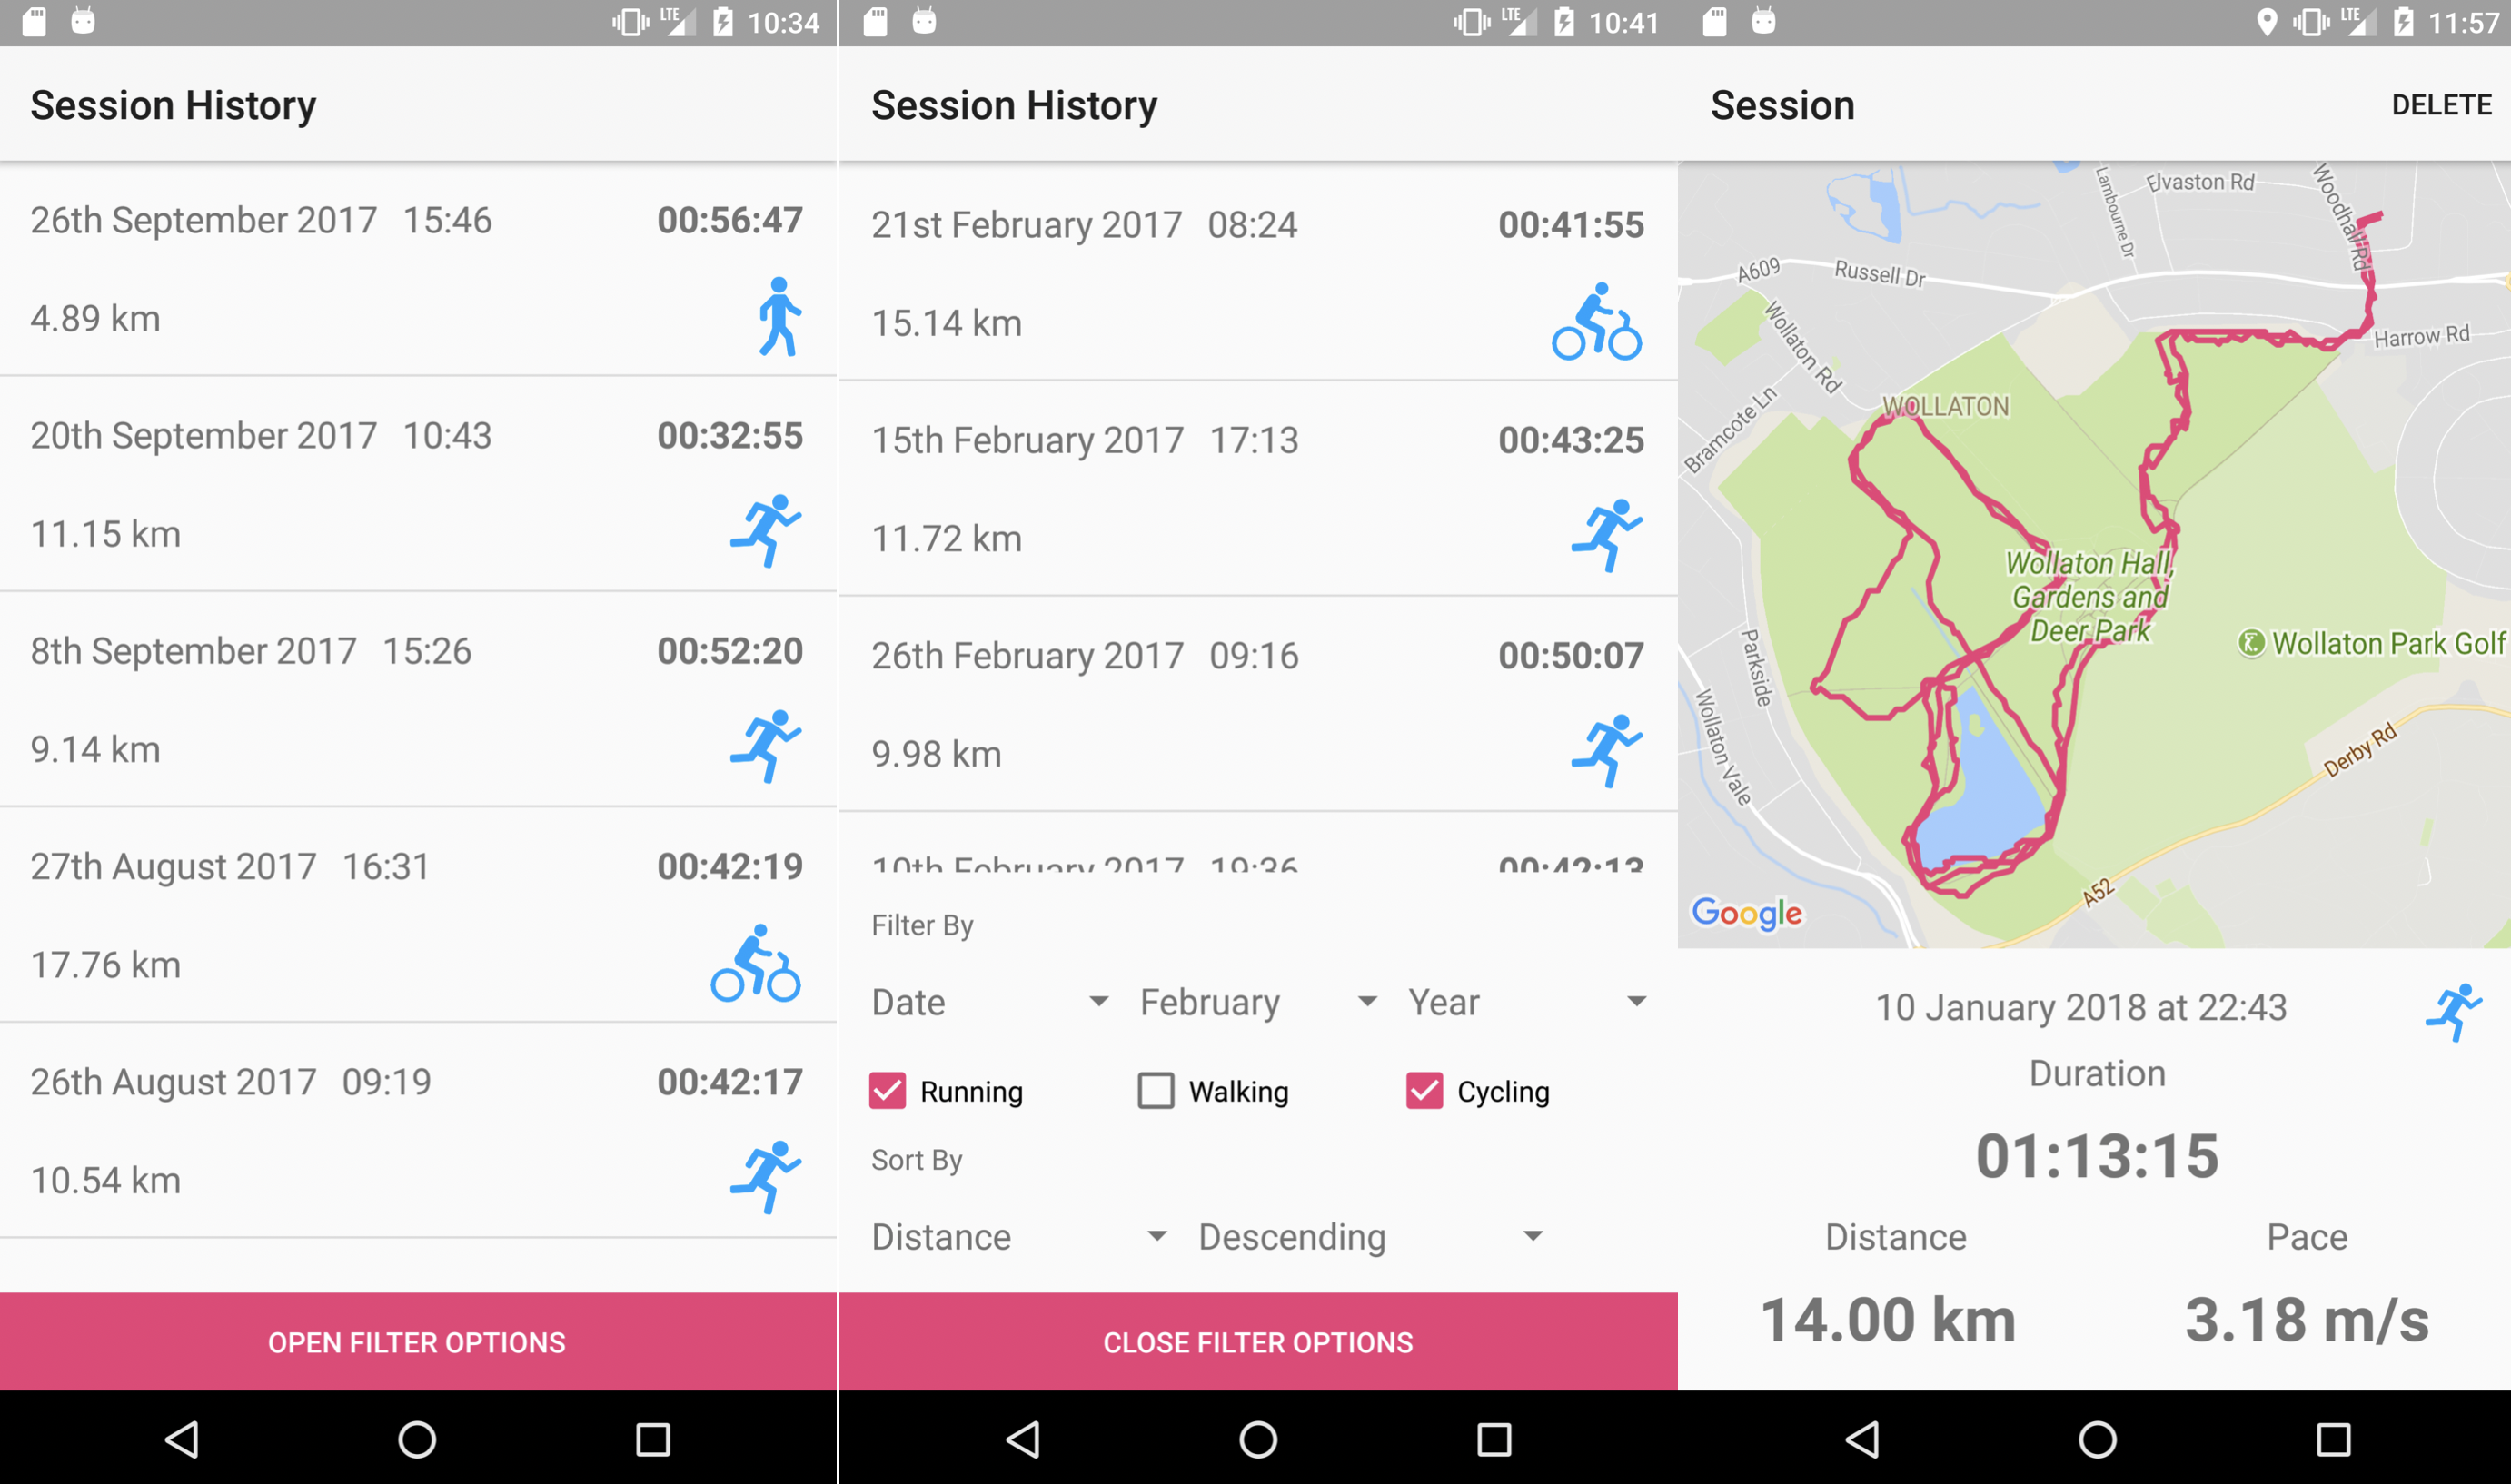 LTE 10:34
Session History
26th September 2017 15:46 00:56:47
4.89 km
20th September 2017 10:43 00:32:55
11.15 km
8th September 2017 15:26 00:52:20
9.14 km
27th August 2017 16:31 00:42:19
17.76 km
26th August 2017 09:19 00:42:17
10.54 km
OPEN FILTER OPTIONS
LTE 10:41
Session History
21st February 2017 08:24 00:41:55
15.14 km
15th February 2017 17:13 00:43:25
11.72 km
26th February 2017 09:16 00:50:07
9.98 km
10th February 2017 19:36 00:42:13
Filter By
Date February Year
Running Walking Cycling
Sort By
Distance Descending
CLOSE FILTER OPTIONS
LTE 11:57
Session DELETE
Elvaston Rd
Lambourne Dr
Woodhall Rd
A609
Russell Dr
Wollaton Rd
Harrow Rd
Bramcote Ln
WOLLATON
Wollaton Hall,
Gardens and
Deer Park
Wollaton Park Golf
Parkside
Wollaton Vale
Derby Rd
A52
Google
10 January 2018 at 22:43
Duration
01:13:15
Distance Pace
14.00 km 3.18 m/s